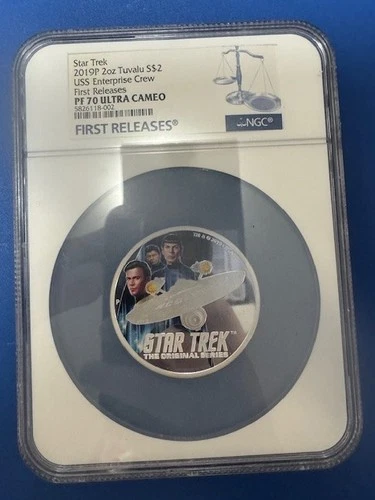 Star Trek
2019P 2oz Tuvalu S$2
USS Enterprise Crew
First Releases
PF 70 ULTRA CAMEO
5826118-002
FIRST RELEASES®
NGC®
P
STAR TREK™
THE ORIGINAL SERIES